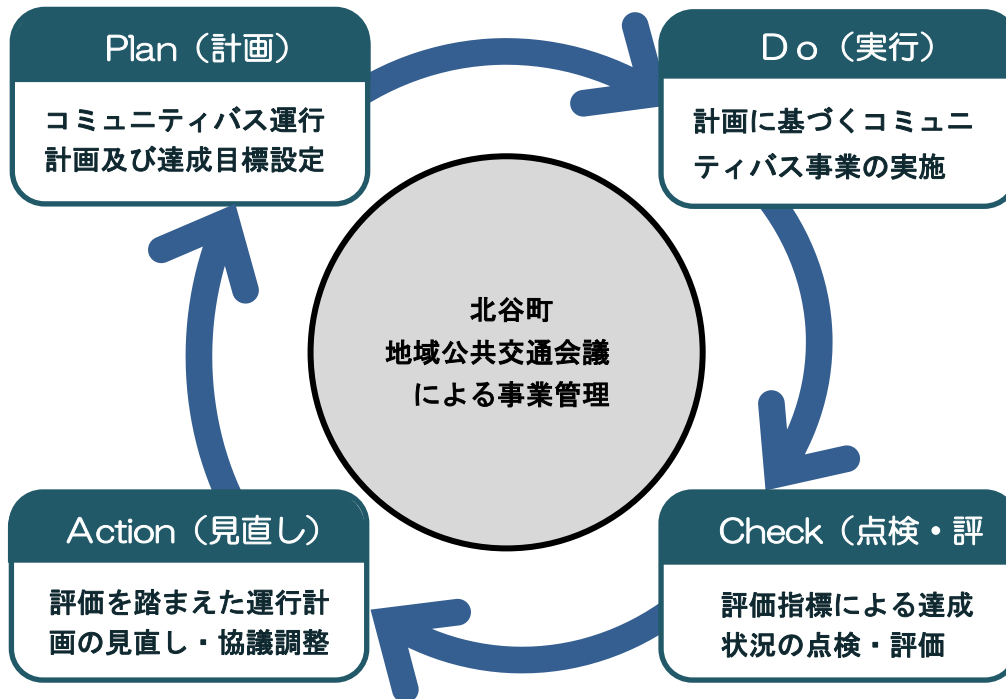 Plan（計画）
コミュニティバス運行
計画及び達成目標設定
Ｄｏ（実行）
計画に基づくコミュニ
ティバス事業の実施
北谷町
地域公共交通会議
による事業管理
Action（見直し）
評価を踏まえた運行計
画の見直し・協議調整
Check（点検・評
評価指標による達成
状況の点検・評価